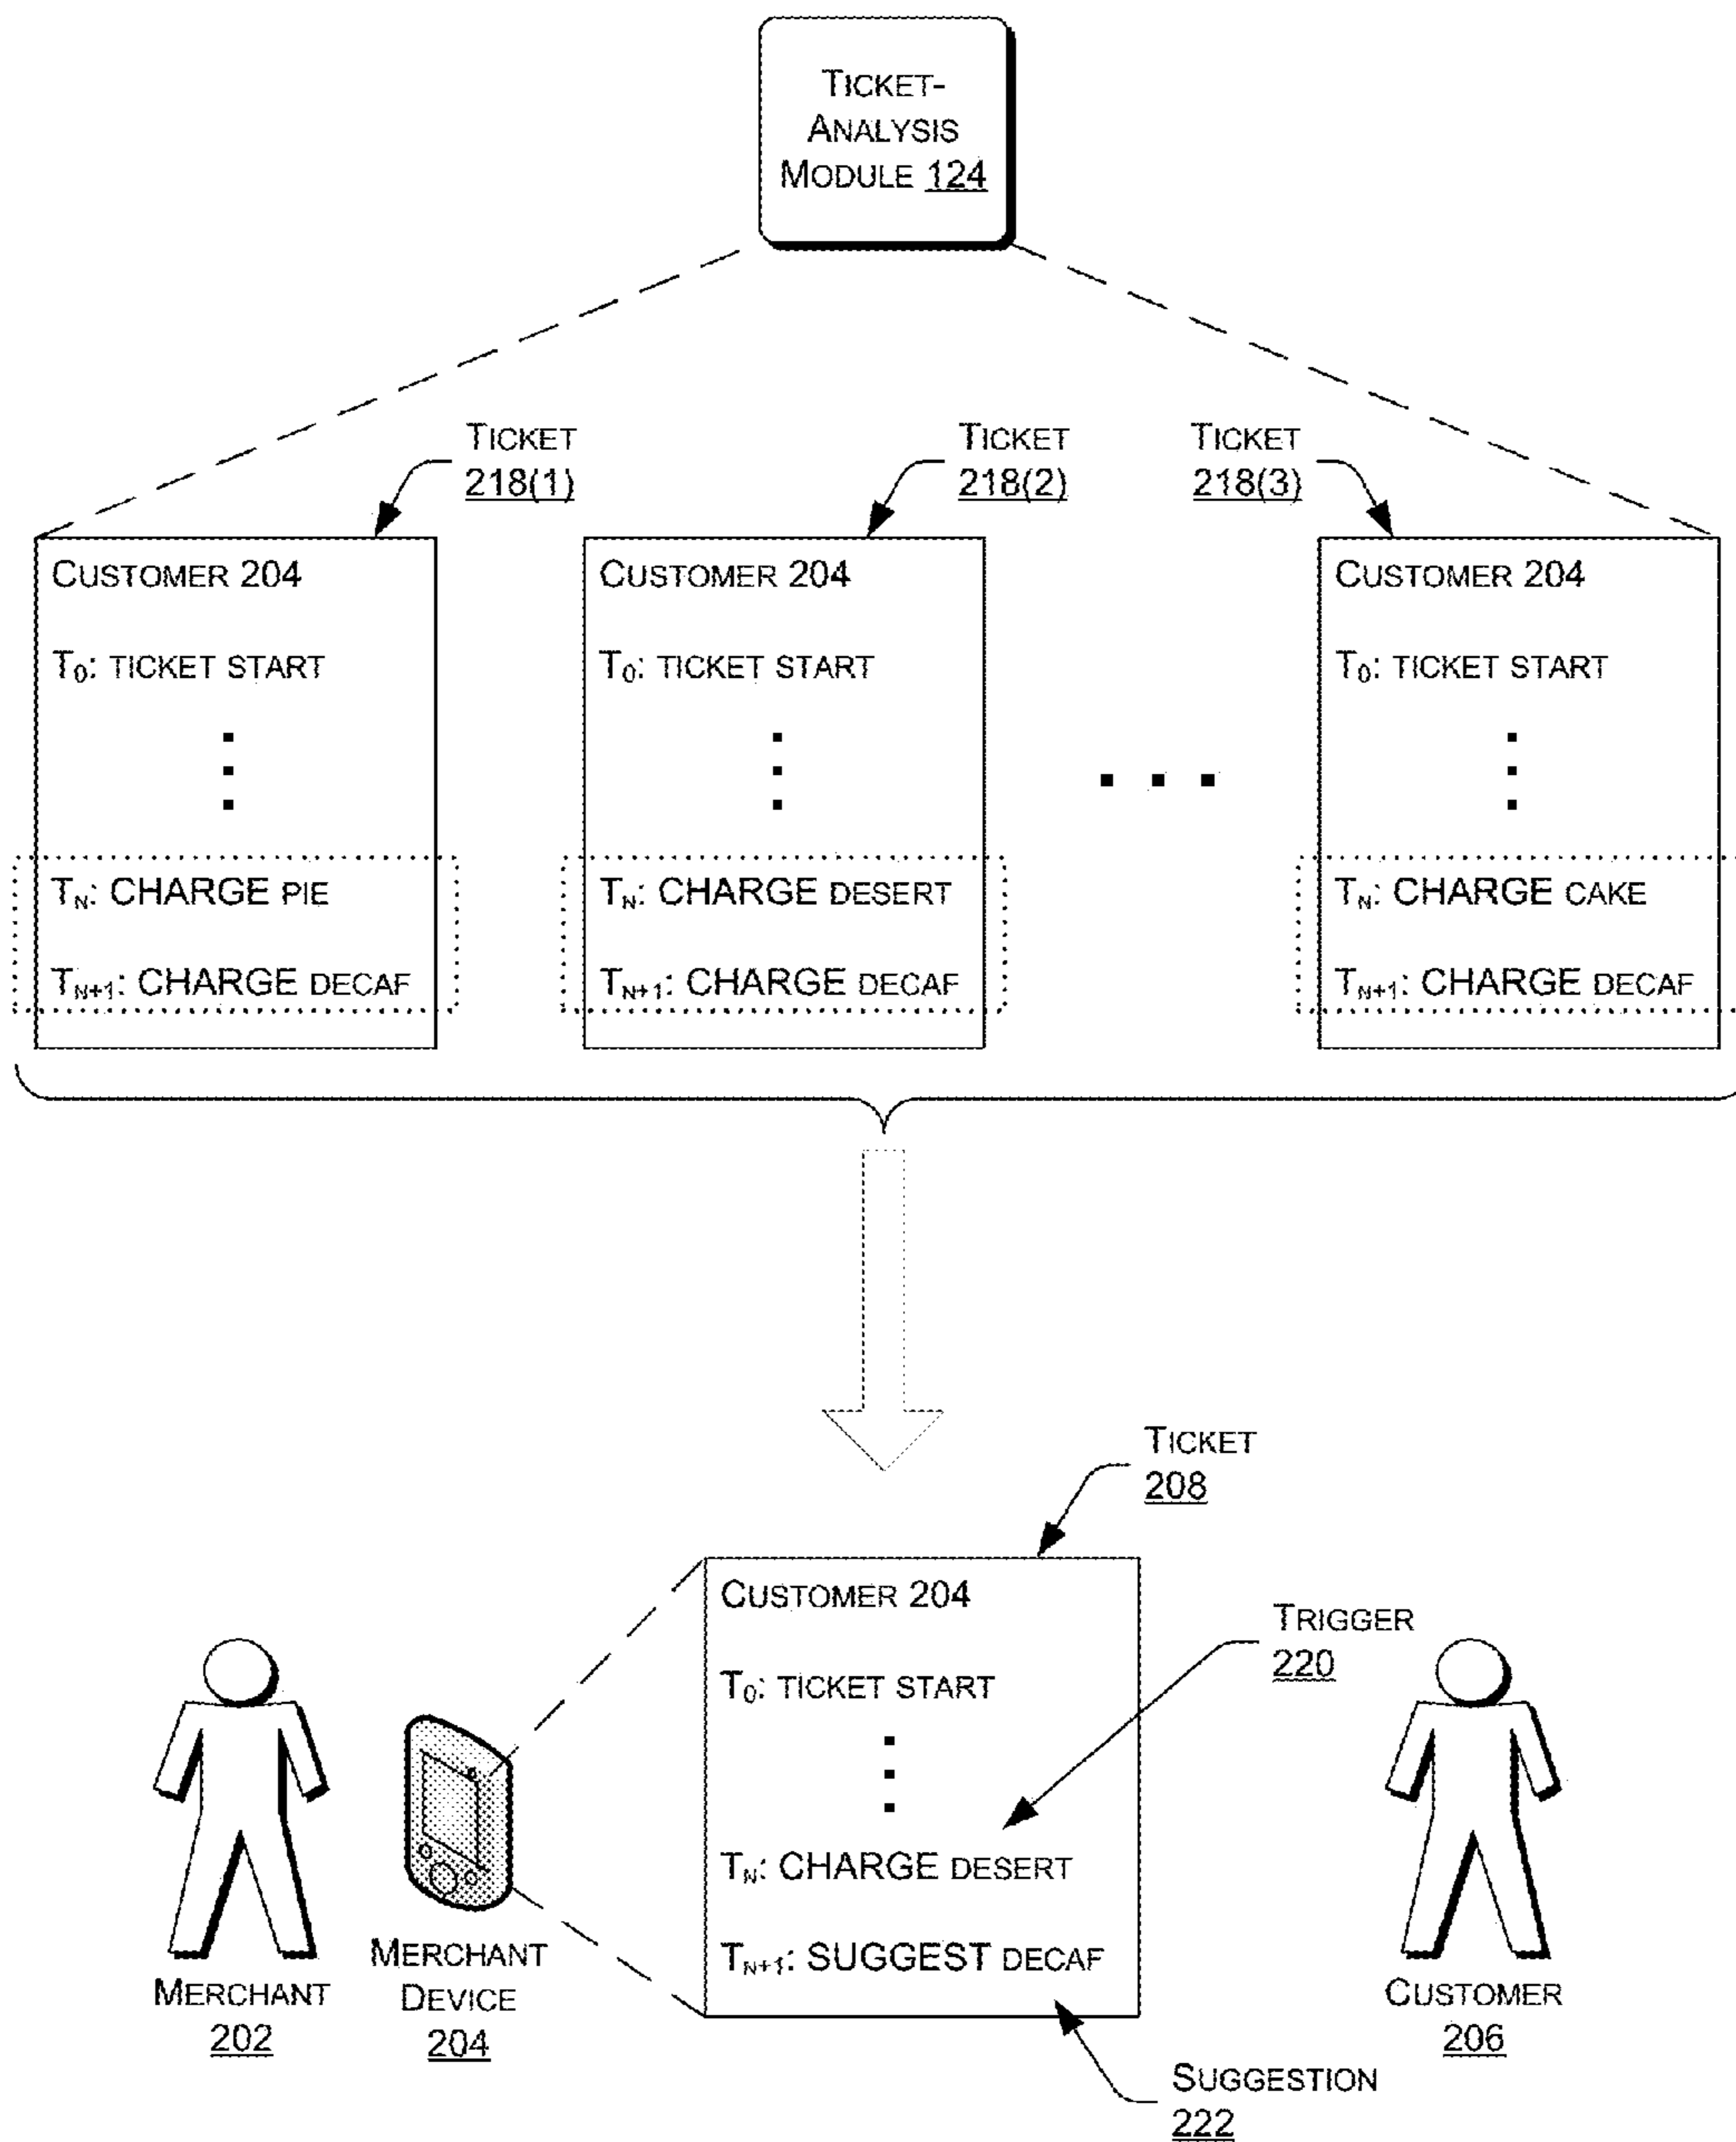 TICKET-
ANALYSIS
MODULE 124
TICKET
218(1)
TICKET
218(2)
TICKET
218(3)
CUSTOMER 204
T0: TICKET START
TN: CHARGE PIE
TN+1: CHARGE DECAF
CUSTOMER 204
T0: TICKET START
TN: CHARGE DESERT
TN+1: CHARGE DECAF
CUSTOMER 204
T0: TICKET START
TN: CHARGE CAKE
TN+1: CHARGE DECAF
TICKET
208
CUSTOMER 204
T0: TICKET START
TN: CHARGE DESERT
TN+1: SUGGEST DECAF
TRIGGER
220
MERCHANT
202
MERCHANT
DEVICE
204
CUSTOMER
206
SUGGESTION
222